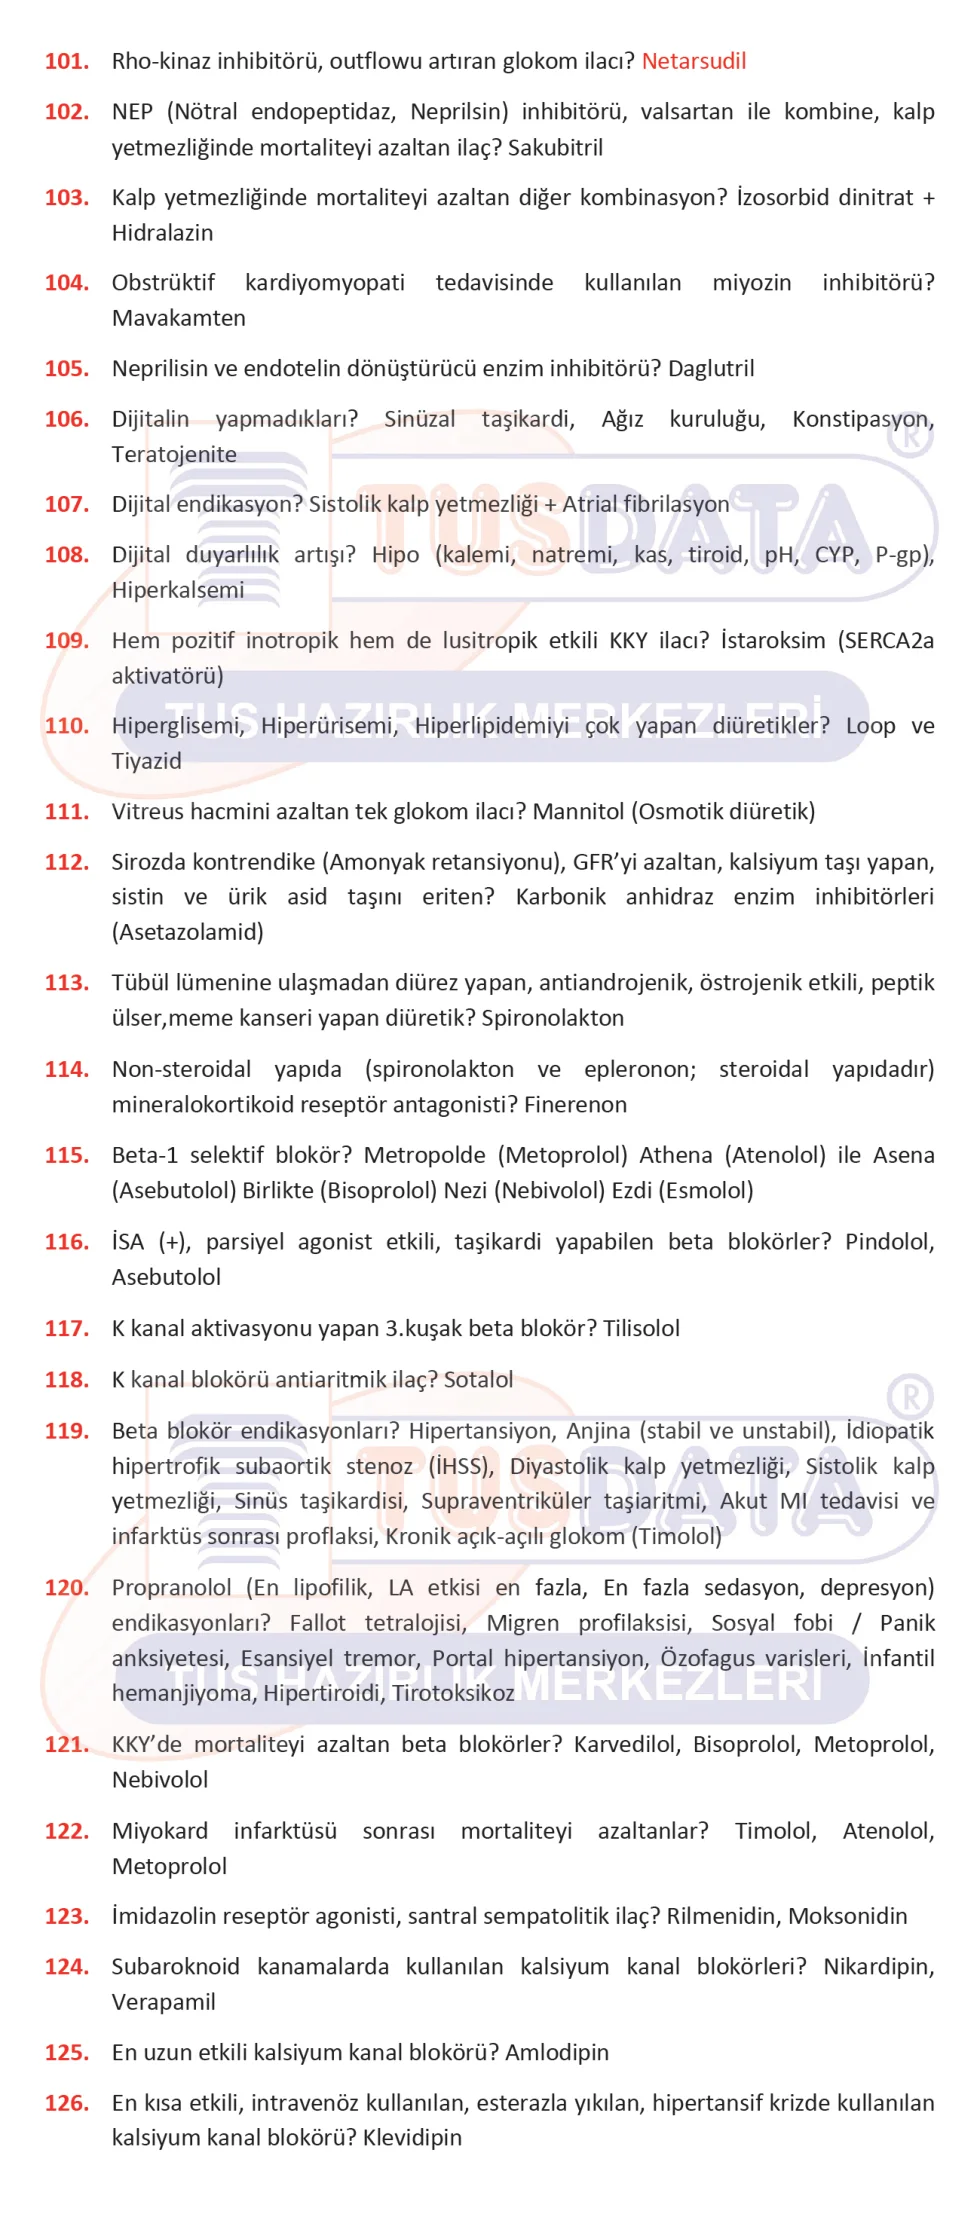 101. Rho-kinaz inhibitörü, outflowu artıran glokom ilacı? Netarsudil
102. NEP (Nötral endopeptidaz, Neprilsin) inhibitörü, valsartan ile kombine, kalp
yetmezliğinde mortaliteyi azaltan ilaç? Sakubitril
103. Kalp yetmezliğinde mortaliteyi azaltan diğer kombinasyon? İzosorbid dinitrat +
Hidralazin
104. Obstrüktif kardiyomyopati tedavisinde kullanılan miyozin inhibitörü?
Mavakamten
105. Neprilisin ve endotelin dönüştürücü enzim inhibitörü? Daglutril
106. Dijitalin yapmadıkları? Sinüzal taşikardi, Ağız kuruluğu, Konstipasyon,
Teratojenite
107. Dijital endikasyon? Sistolik kalp yetmezliği + Atrial fibrilasyon
108. Dijital duyarlılık artışı? Hipo (kalemi, natremi, kas, tiroid, pH, CYP, P-gp),
Hiperkalsemi
109. Hem pozitif inotropik hem de lusitropik etkili KKY ilacı? İstaroksim (SERCA2a
aktivatörü)
110. Hiperglisemi, Hiperürisemi, Hiperlipidemiyi çok yapan diüretikler? Loop ve
Tiyazid
111. Vitreus hacmini azaltan tek glokom ilacı? Mannitol (Osmotik diüretik)
112. Sirozda kontrendike (Amonyak retansiyonu), GFR’yi azaltan, kalsiyum taşı yapan,
sistin ve ürik asid taşını eriten? Karbonik anhidraz enzim inhibitörleri
(Asetazolamid)
113. Tübül lümenine ulaşmadan diürez yapan, antiandrojenik, östrojenik etkili, peptik
ülser,meme kanseri yapan diüretik? Spironolakton
114. Non-steroidal yapıda (spironolakton ve epleronon; steroidal yapıdadır)
mineralokortikoid reseptör antagonisti? Finerenon
115. Beta-1 selektif blokör? Metropolde (Metoprolol) Athena (Atenolol) ile Asena
(Asebutolol) Birlikte (Bisoprolol) Nezi (Nebivolol) Ezdi (Esmolol)
116. İSA (+), parsiyel agonist etkili, taşikardi yapabilen beta blokörler? Pindolol,
Asebutolol
117. K kanal aktivasyonu yapan 3.kuşak beta blokör? Tilisolol
118. K kanal blokörü antiaritmik ilaç? Sotalol
119. Beta blokör endikasyonları? Hipertansiyon, Anjina (stabil ve unstabil), İdiopatik
hipertrofik subaortik stenoz (İHSS), Diyastolik kalp yetmezliği, Sistolik kalp
yetmezliği, Sinüs taşikardisi, Supraventriküler taşiaritmi, Akut MI tedavisi ve
infarktüs sonrası proflaksi, Kronik açık-açılı glokom (Timolol)
120. Propranolol (En lipofilik, LA etkisi en fazla, En fazla sedasyon, depresyon)
endikasyonları? Fallot tetralojisi, Migren profilaksisi, Sosyal fobi / Panik
anksiyetesi, Esansiyel tremor, Portal hipertansiyon, Özofagus varisleri, İnfantil
hemanjiyoma, Hipertiroidi, Tirotoksikoz
121. KKY’de mortaliteyi azaltan beta blokörler? Karvedilol, Bisoprolol, Metoprolol,
Nebivolol
122. Miyokard infarktüsü sonrası mortaliteyi azaltanlar? Timolol, Atenolol,
Metoprolol
123. İmidazolin reseptör agonisti, santral sempatolitik ilaç? Rilmenidin, Moksonidin
124. Subaroknoid kanamalarda kullanılan kalsiyum kanal blokörleri? Nikardipin,
Verapamil
125. En uzun etkili kalsiyum kanal blokörü? Amlodipin
126. En kısa etkili, intravenöz kullanılan, esterazla yıkılan, hipertansif krizde kullanılan
kalsiyum kanal blokörü? Klevidipin
TUSDATA ®
TUS HAZIRLIK MERKEZLERİ
TUSDATA ®
TUS HAZIRLIK MERKEZLERİ